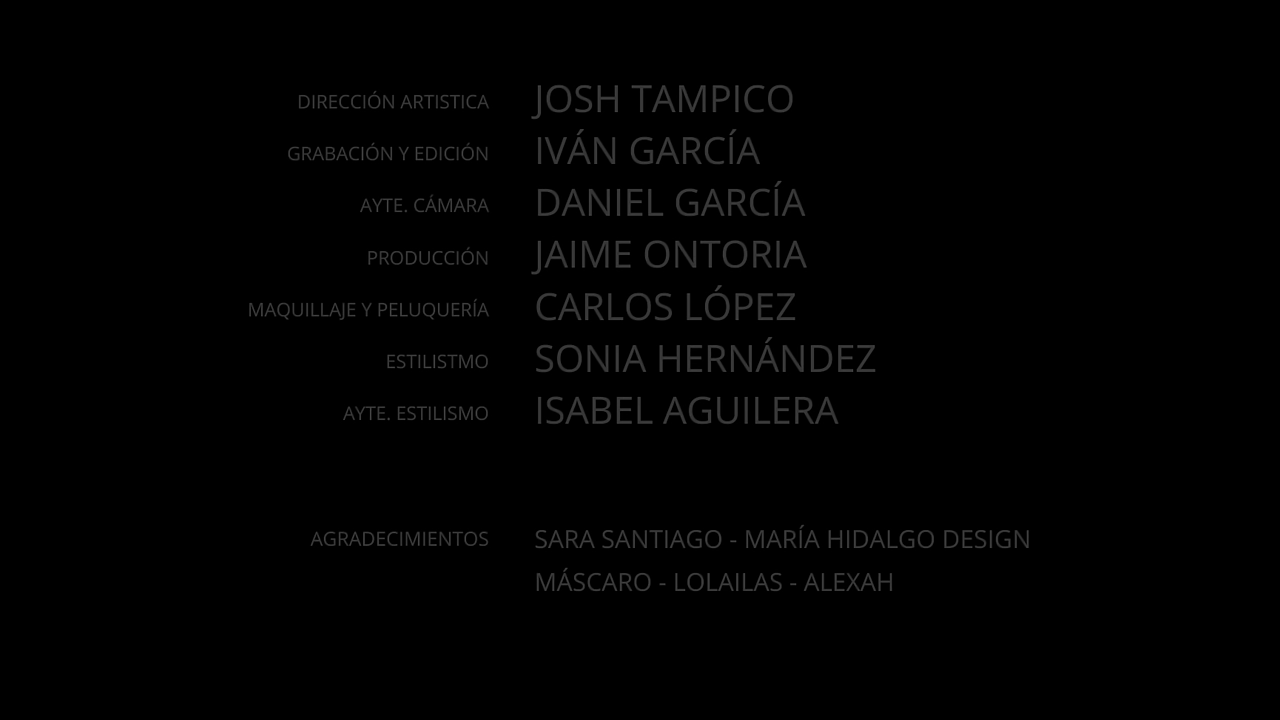 DIRECCIÓN ARTISTICA JOSH TAMPICO
GRABACIÓN Y EDICIÓN IVÁN GARCÍA
AYTE. CÁMARA DANIEL GARCÍA
PRODUCCIÓN JAIME ONTORIA
MAQUILLAJE Y PELUQUERÍA CARLOS LÓPEZ
ESTILISTMO SONIA HERNÁNDEZ
AYTE. ESTILISMO ISABEL AGUILERA
AGRADECIMIENTOS SARA SANTIAGO - MARÍA HIDALGO DESIGN
MÁSCARO - LOLAILAS - ALEXAH